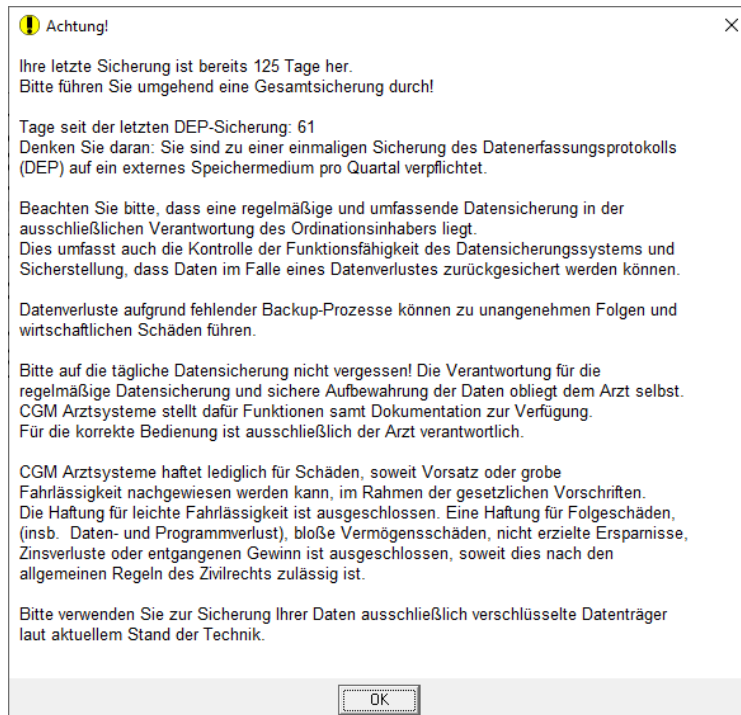 Achtung!
Ihre letzte Sicherung ist bereits 125 Tage her.
Bitte führen Sie umgehend eine Gesamtsicherung durch!
Tage seit der letzten DEP-Sicherung: 61
Denken Sie daran: Sie sind zu einer einmaligen Sicherung des Datenerfassungsprotokolls
(DEP) auf ein externes Speichermedium pro Quartal verpflichtet.
Beachten Sie bitte, dass eine regelmäßige und umfassende Datensicherung in der
ausschließlichen Verantwortung des Ordinationsinhabers liegt.
Dies umfasst auch die Kontrolle der Funktionsfähigkeit des Datensicherungssystems und
Sicherstellung, dass Daten im Falle eines Datenverlustes zurückgesichert werden können.
Datenverluste aufgrund fehlender Backup-Prozesse können zu unangenehmen Folgen und
wirtschaftlichen Schäden führen.
Bitte auf die tägliche Datensicherung nicht vergessen! Die Verantwortung für die
regelmäßige Datensicherung und sichere Aufbewahrung der Daten obliegt dem Arzt selbst.
CGM Arztsysteme stellt dafür Funktionen samt Dokumentation zur Verfügung.
Für die korrekte Bedienung ist ausschließlich der Arzt verantwortlich.
CGM Arztsysteme haftet lediglich für Schäden, soweit Vorsatz oder grobe
Fahrlässigkeit nachgewiesen werden kann, im Rahmen der gesetzlichen Vorschriften.
Die Haftung für leichte Fahrlässigkeit ist ausgeschlossen. Eine Haftung für Folgeschäden,
(insb. Daten- und Programmverlust), bloße Vermögensschäden, nicht erzielte Ersparnisse,
Zinsverluste oder entgangenen Gewinn ist ausgeschlossen, soweit dies nach den
allgemeinen Regeln des Zivilrechts zulässig ist.
Bitte verwenden Sie zur Sicherung Ihrer Daten ausschließlich verschlüsselte Datenträger
laut aktuellem Stand der Technik.
OK